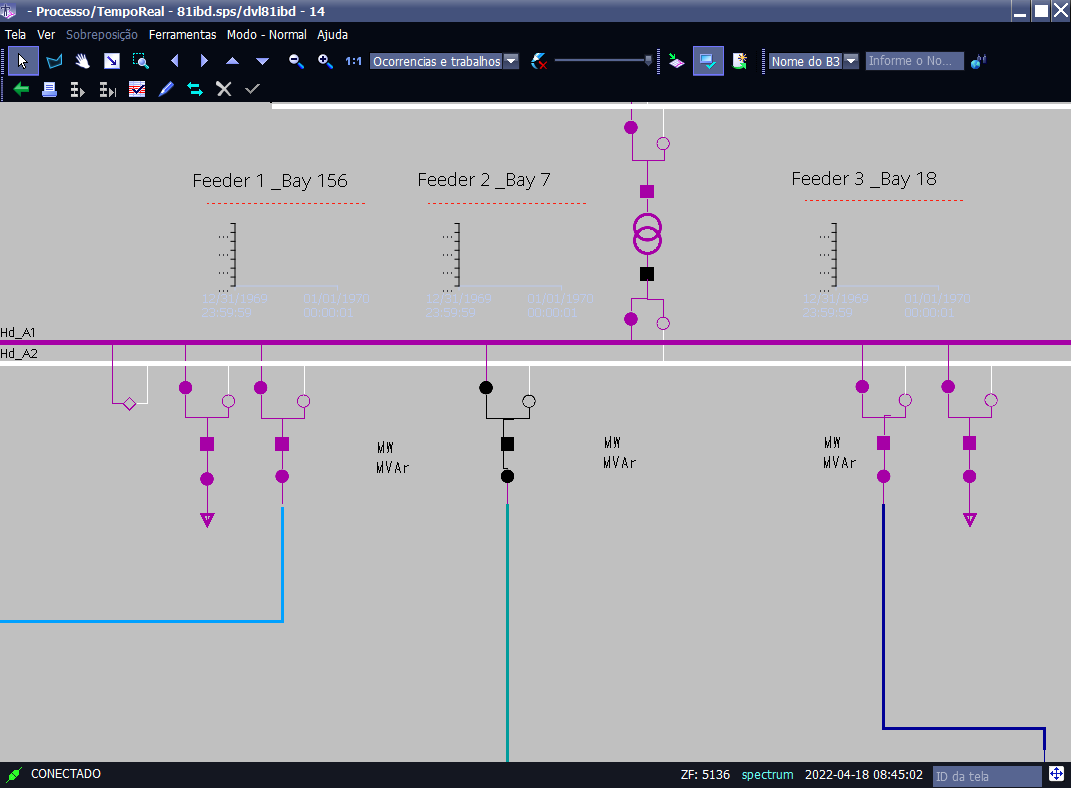 - Processo/TempoReal - 81ibd.sps/dvl81ibd - 14
Tela Ver Sobreposição Ferramentas Modo - Normal Ajuda
1:1 Ocorrencias e trabalhos Nome do B3 Informe o No...
Feeder 1 _Bay 156 Feeder 2 _Bay 7 Feeder 3 _Bay 18
... ... ...
... ... ...
... ... ...
... ... ...
12/31/1969 01/01/1970 12/31/1969 01/01/1970 12/31/1969 01/01/1970
23:59:59 00:00:01 23:59:59 00:00:01 23:59:59 00:00:01
Hd_A1
Hd_A2
MW MW MW
MVAr MVAr MVAr
CONECTADO ZF: 5136 spectrum 2022-04-18 08:45:02 ID da tela